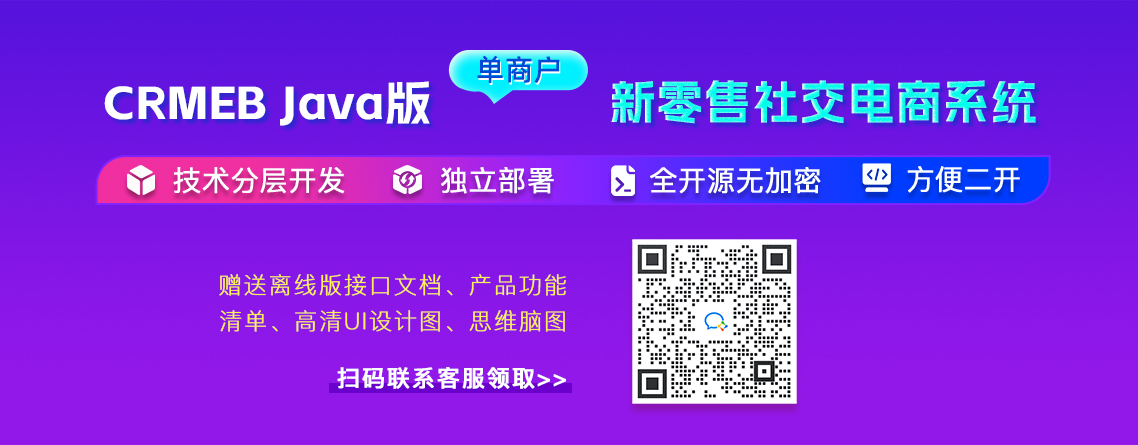 单商户
CRMEB Java版 新零售社交电商系统
技术分层开发 独立部署 全开源无加密 方便二开
赠送离线版接口文档、产品功能
清单、高清UI设计图、思维脑图
扫码联系客服领取>>